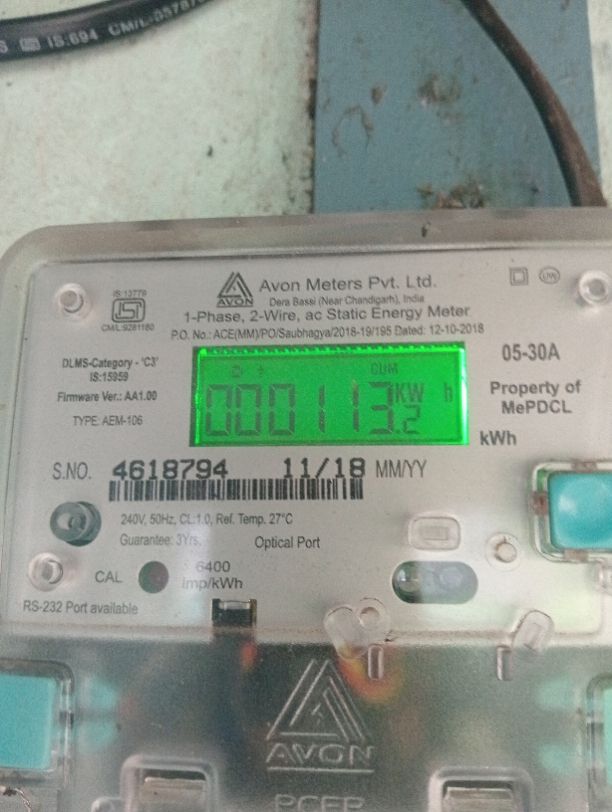 IS:694 CM/L-
Avon Meters Pvt. Ltd.
AVON
Dera Bassi (Near Chandigarh), India
1-Phase, 2-Wire, ac Static Energy Meter
P.O. No.: ACE(MM)/PO/Saubhagya/2018-19/195 Dated: 12-10-2018
IS:13779
ISI
CM/L:9281180
DLMS-Category - 'C3'
IS:15959
Firmware Ver.: AA1.00
TYPE: AEM-106
CUM
000113.2 KW h
05-30A
Property of
MePDCL
kWh
S.NO. 4618794 11/18 MM/YY
240V, 50Hz, CL:1.0, Ref. Temp. 27°C
Guarantee: 3Yrs. Optical Port
CAL 6400
Imp/kWh
RS-232 Port available
AVON